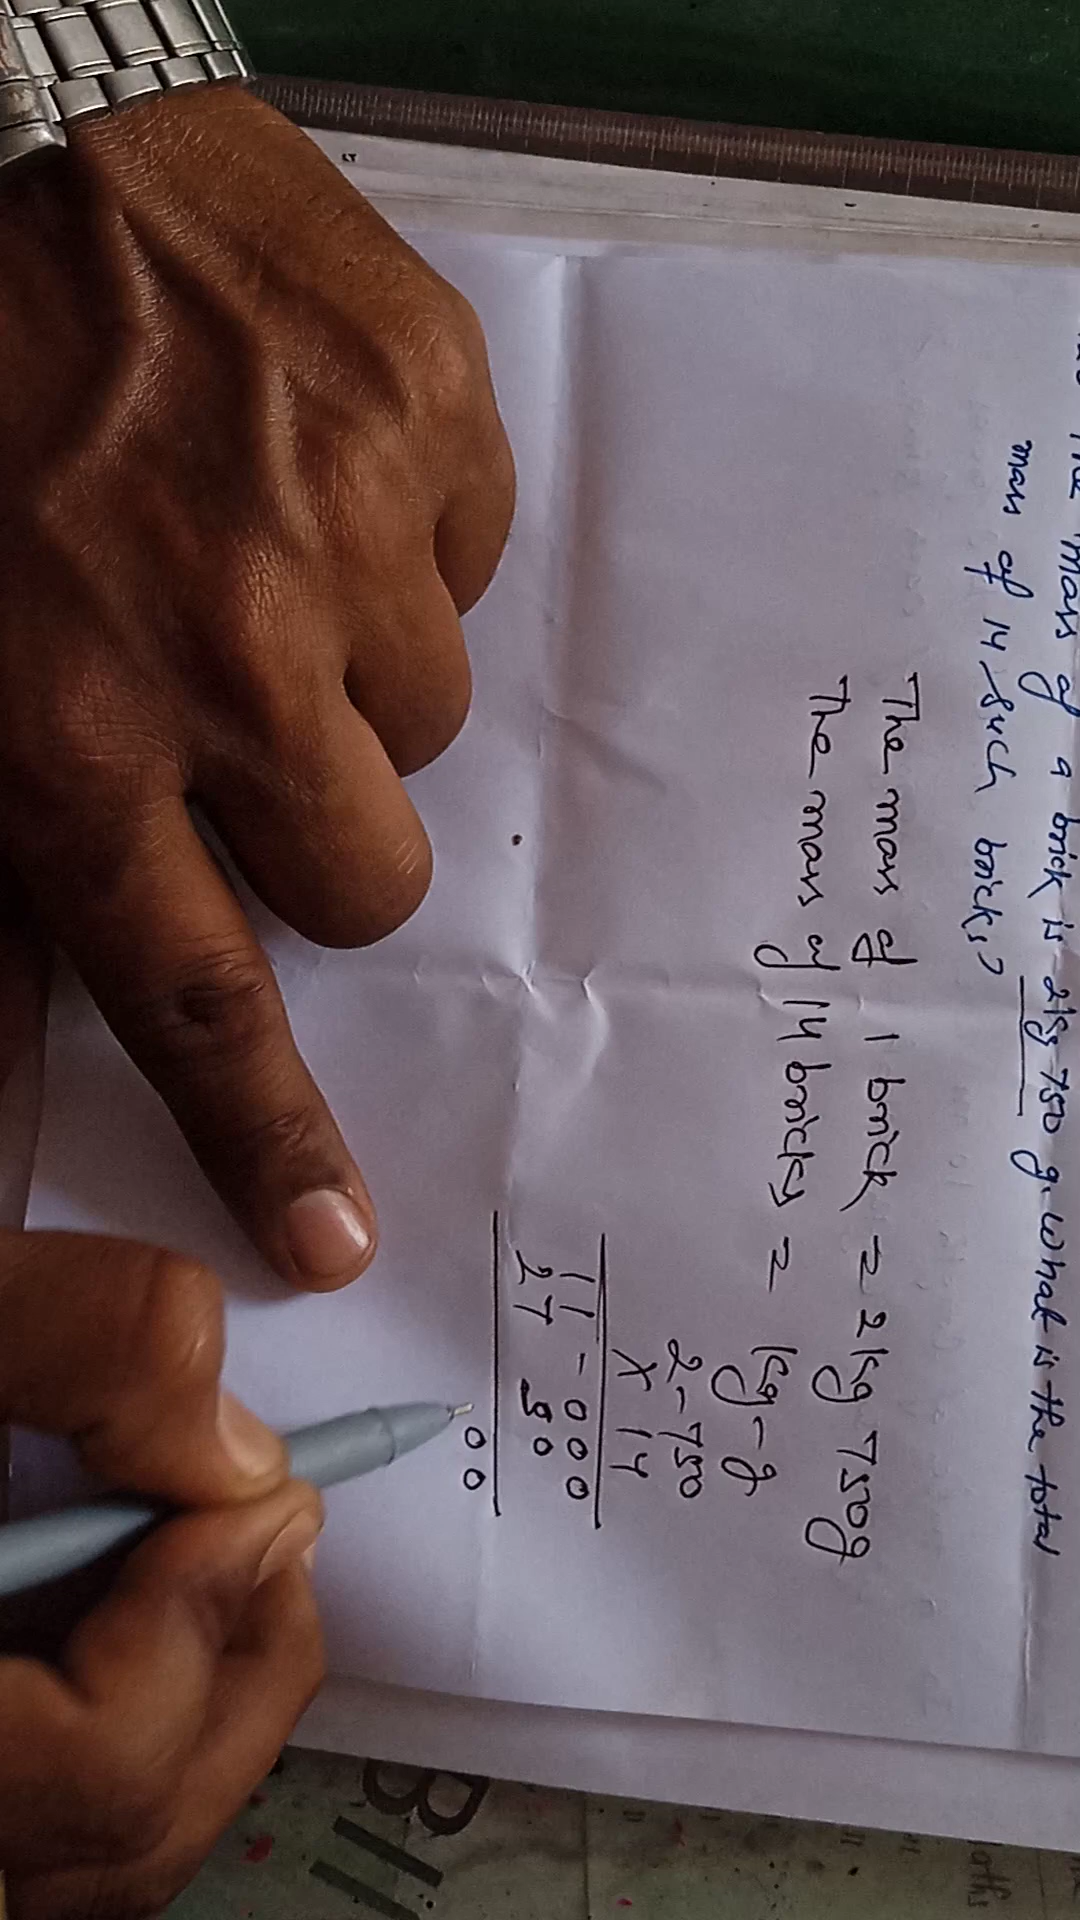 The mass of a brick is 2kg 750 g. what is the total
mass of 14 such bricks?
The mass of 1 brick = 2kg 750g
The mass of 14 bricks =
kg - g
2 - 750
x 14
11 - 000
27 50
00